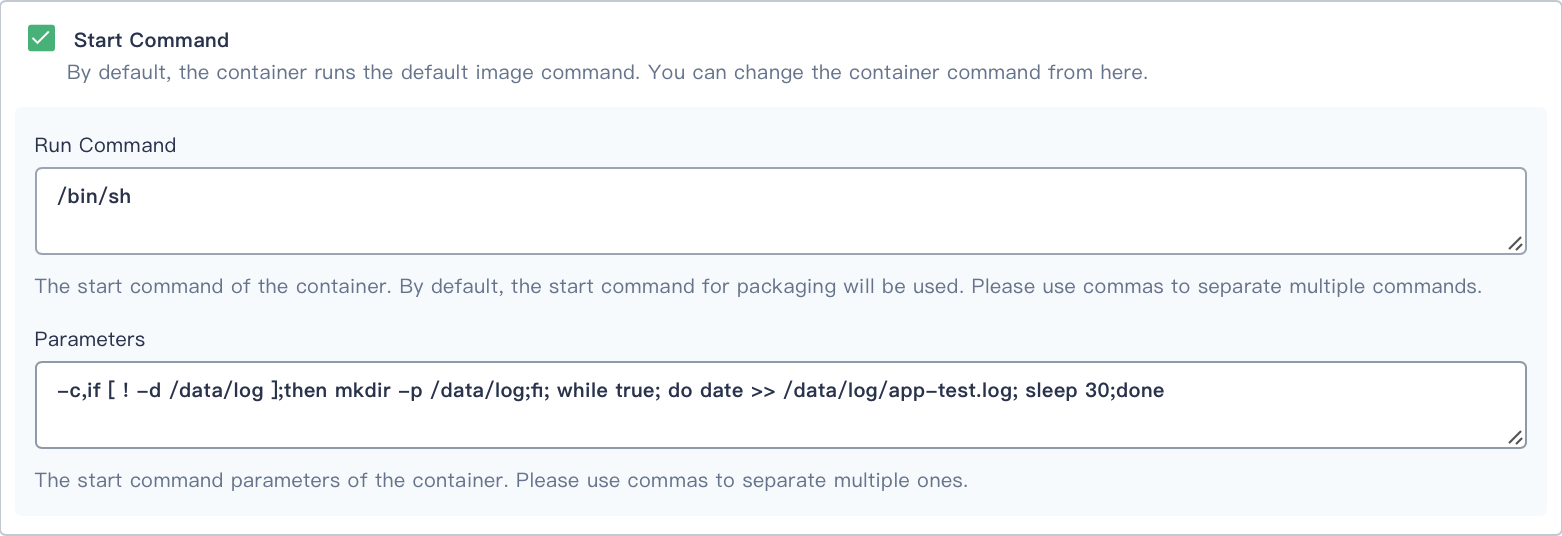 Start Command
By default, the container runs the default image command. You can change the container command from here.
Run Command
/bin/sh
The start command of the container. By default, the start command for packaging will be used. Please use commas to separate multiple commands.
Parameters
-c,if [ ! -d /data/log ];then mkdir -p /data/log;fi; while true; do date >> /data/log/app-test.log; sleep 30;done
The start command parameters of the container. Please use commas to separate multiple ones.